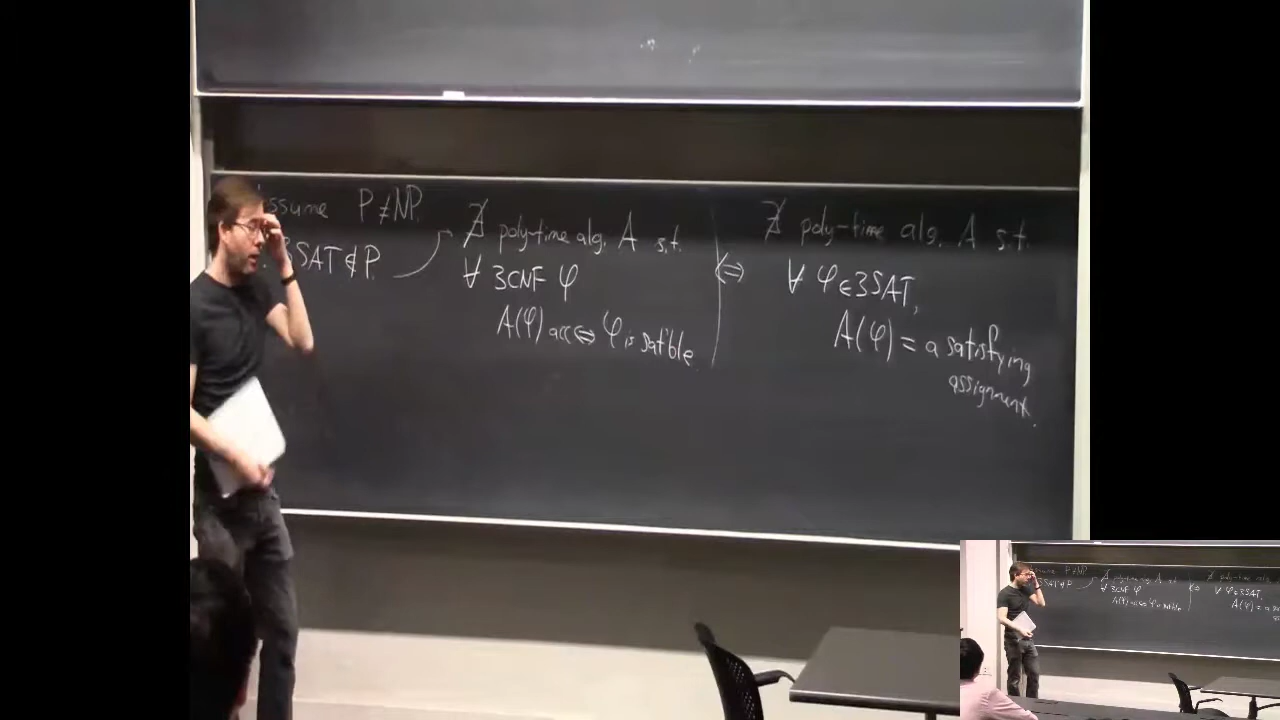 ssume P≠NP.
3SAT∉P.
∄ poly-time alg. A s.t.
∀ 3CNF φ
A(φ) acc ⇔ φ is sat'ble.
⇔
∄ poly-time alg. A s.t.
∀ φ∈3SAT,
A(φ) = a satisfying
assignment.